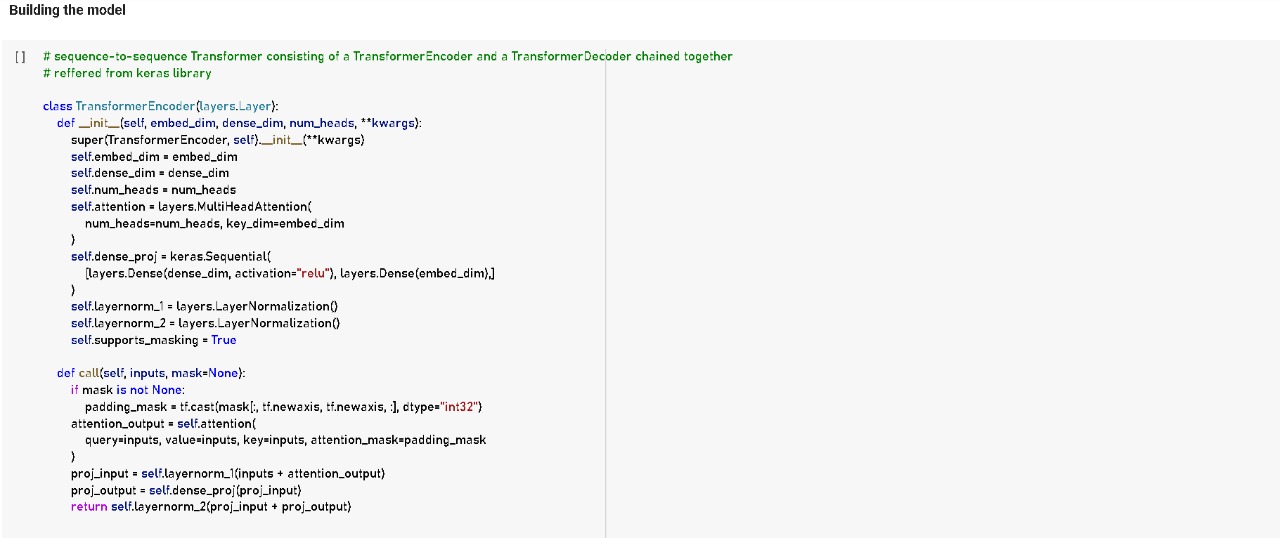 Building the model
[ ] # sequence-to-sequence Transformer consisting of a TransformerEncoder and a TransformerDecoder chained together
# reffered from keras library
class TransformerEncoder(layers.Layer):
def __init__(self, embed_dim, dense_dim, num_heads, **kwargs):
super(TransformerEncoder, self).__init__(**kwargs)
self.embed_dim = embed_dim
self.dense_dim = dense_dim
self.num_heads = num_heads
self.attention = layers.MultiHeadAttention(
num_heads=num_heads, key_dim=embed_dim
)
self.dense_proj = keras.Sequential(
[layers.Dense(dense_dim, activation="relu"), layers.Dense(embed_dim),]
)
self.layernorm_1 = layers.LayerNormalization()
self.layernorm_2 = layers.LayerNormalization()
self.supports_masking = True
def call(self, inputs, mask=None):
if mask is not None:
padding_mask = tf.cast(mask[:, tf.newaxis, tf.newaxis, :], dtype="int32")
attention_output = self.attention(
query=inputs, value=inputs, key=inputs, attention_mask=padding_mask
)
proj_input = self.layernorm_1(inputs + attention_output)
proj_output = self.dense_proj(proj_input)
return self.layernorm_2(proj_input + proj_output)